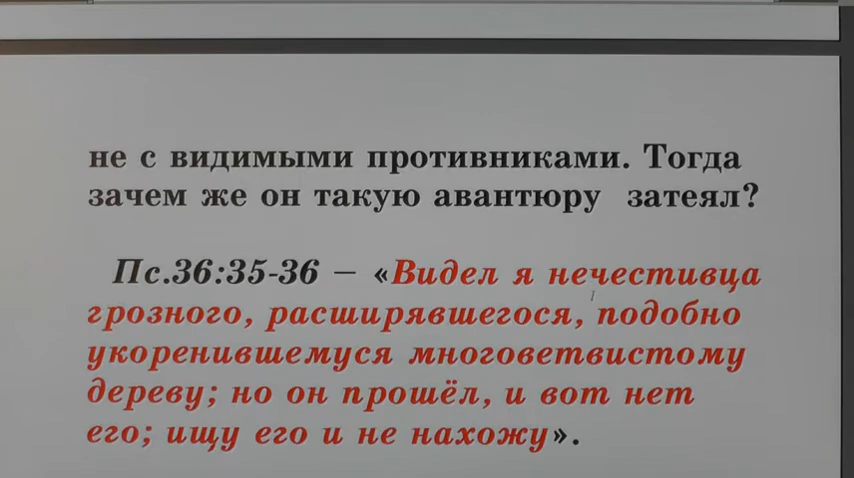 не с видимыми противниками. Тогда
зачем же он такую авантюру затеял?
Пс.36:35-36 – «Видел я нечестивца
грозного, расширявшегося, подобно
укоренившемуся многоветвистому
дереву; но он прошёл, и вот нет
его; ищу его и не нахожу».